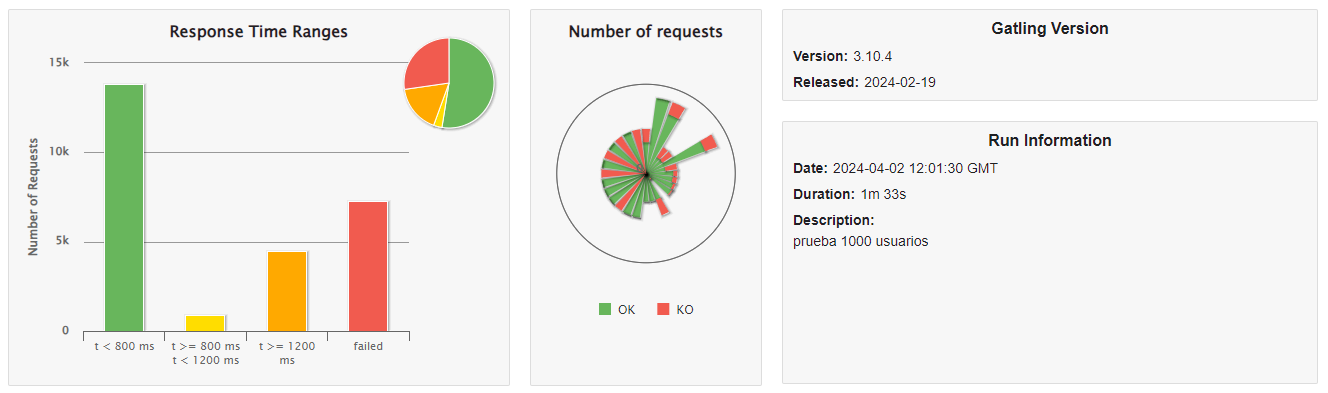 Response Time Ranges
Number of Requests
15k
10k
5k
0
t < 800 ms
t >= 800 ms
t < 1200 ms
t >= 1200
ms
failed
Number of requests
OK
KO
Gatling Version
Version: 3.10.4
Released: 2024-02-19
Run Information
Date: 2024-04-02 12:01:30 GMT
Duration: 1m 33s
Description:
prueba 1000 usuarios